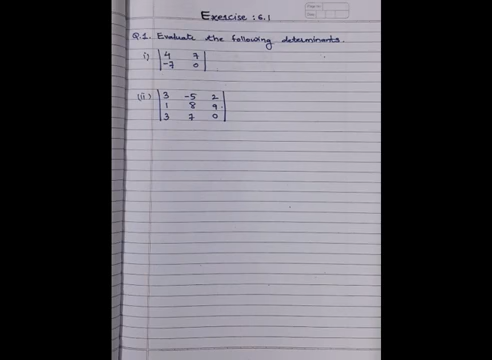 Exercise : 6.1
Q.1. Evaluate the following determinants.
i) | 4 7 |
| -7 0 |
(ii) | 3 -5 2 |
| 1 8 9 |
| 3 7 0 |